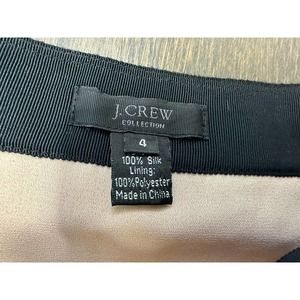 J.CREW
COLLECTION
4
100% Silk
Lining:
100%Polyester
Made in China